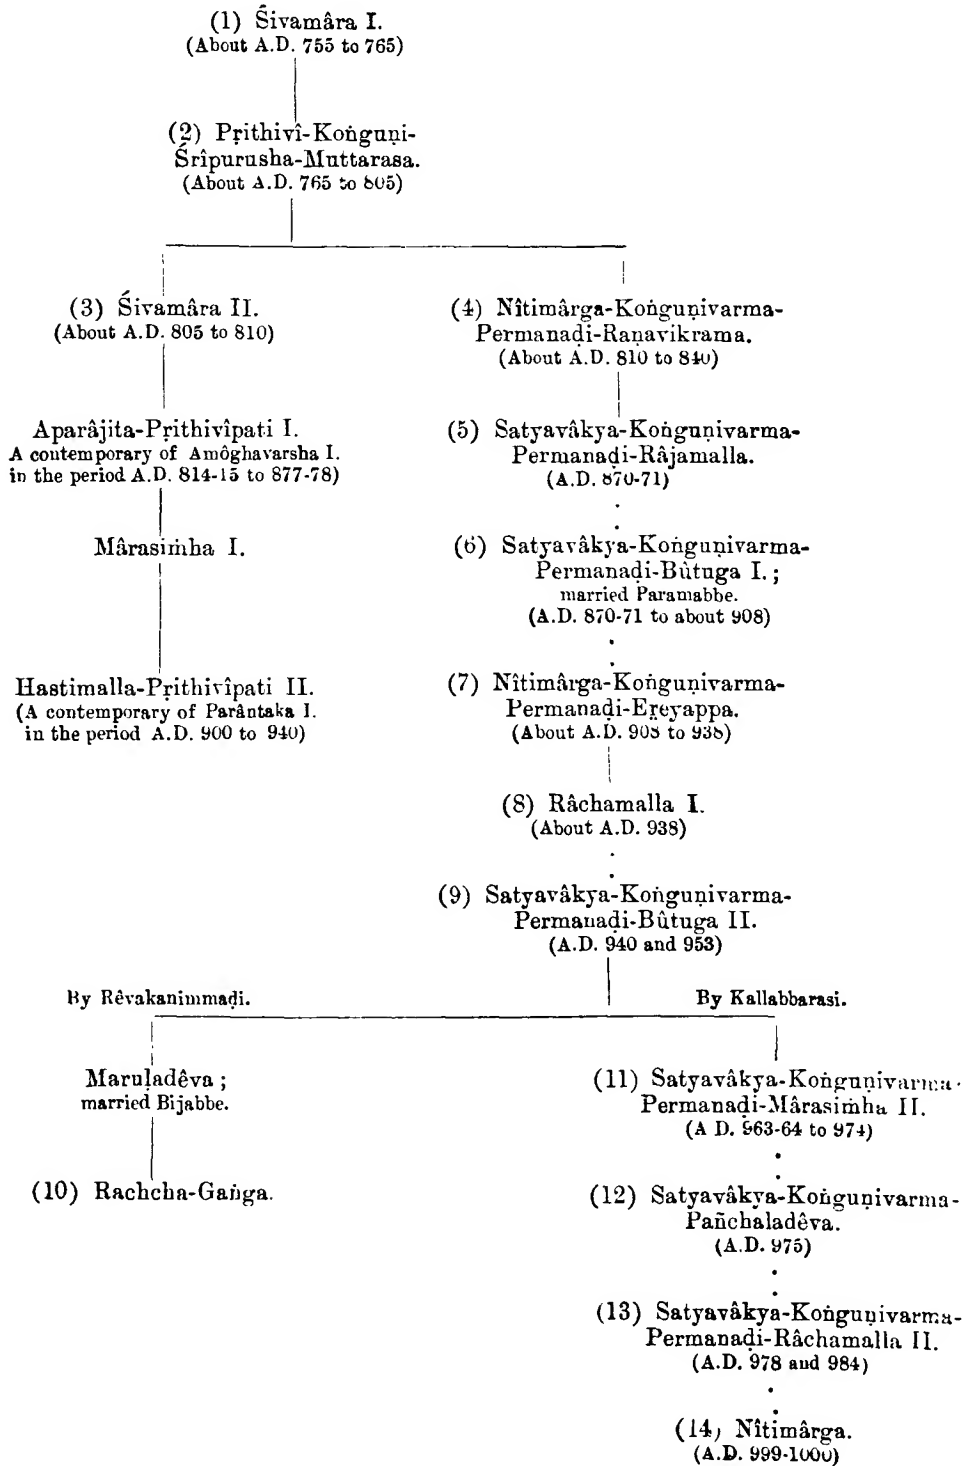 (1) Śivamâra I.
(About A.D. 755 to 765)
(2) Pṛithivî-Koṅguṇi-
Śrîpurusha-Muttarasa.
(About A.D. 765 to 805)
(3) Śivamâra II.
(About A.D. 805 to 810)
Aparâjita-Pṛithivîpati I.
A contemporary of Amôghavarsha I.
in the period A.D. 814-15 to 877-78)
Mârasiṁha I.
Hastimalla-Pṛithivîpati II.
(A contemporary of Parântaka I.
in the period A.D. 900 to 940)
(4) Nîtimârga-Koṅguṇivarma-
Permanaḍi-Raṇavikrama.
(About A.D. 810 to 840)
(5) Satyavâkya-Koṅguṇivarma-
Permanaḍi-Râjamalla.
(A.D. 870-71)
(6) Satyavâkya-Koṅguṇivarma-
Permanaḍi-Bûtuga I.;
married Paramabbe.
(A.D. 870-71 to about 908)
(7) Nîtimârga-Koṅguṇivarma-
Permanaḍi-Eṟeyappa.
(About A.D. 908 to 938)
(8) Râchamalla I.
(About A.D. 938)
(9) Satyavâkya-Koṅguṇivarma-
Permanaḍi-Bûtuga II.
(A.D. 940 and 953)
By Rêvakanimmaḍi.
By Kallabbarasi.
Maruḷadêva;
married Bijabbe.
(10) Rachcha-Gaṅga.
(11) Satyavâkya-Koṅguṇivarma-
Permanaḍi-Mârasiṁha II.
(A D. 963-64 to 974)
(12) Satyavâkya-Koṅguṇivarma-
Pañchaladêva.
(A.D. 975)
(13) Satyavâkya-Koṅguṇivarma-
Permanaḍi-Râchamalla II.
(A.D. 978 and 984)
(14) Nîtimârga.
(A.D. 999-1000)